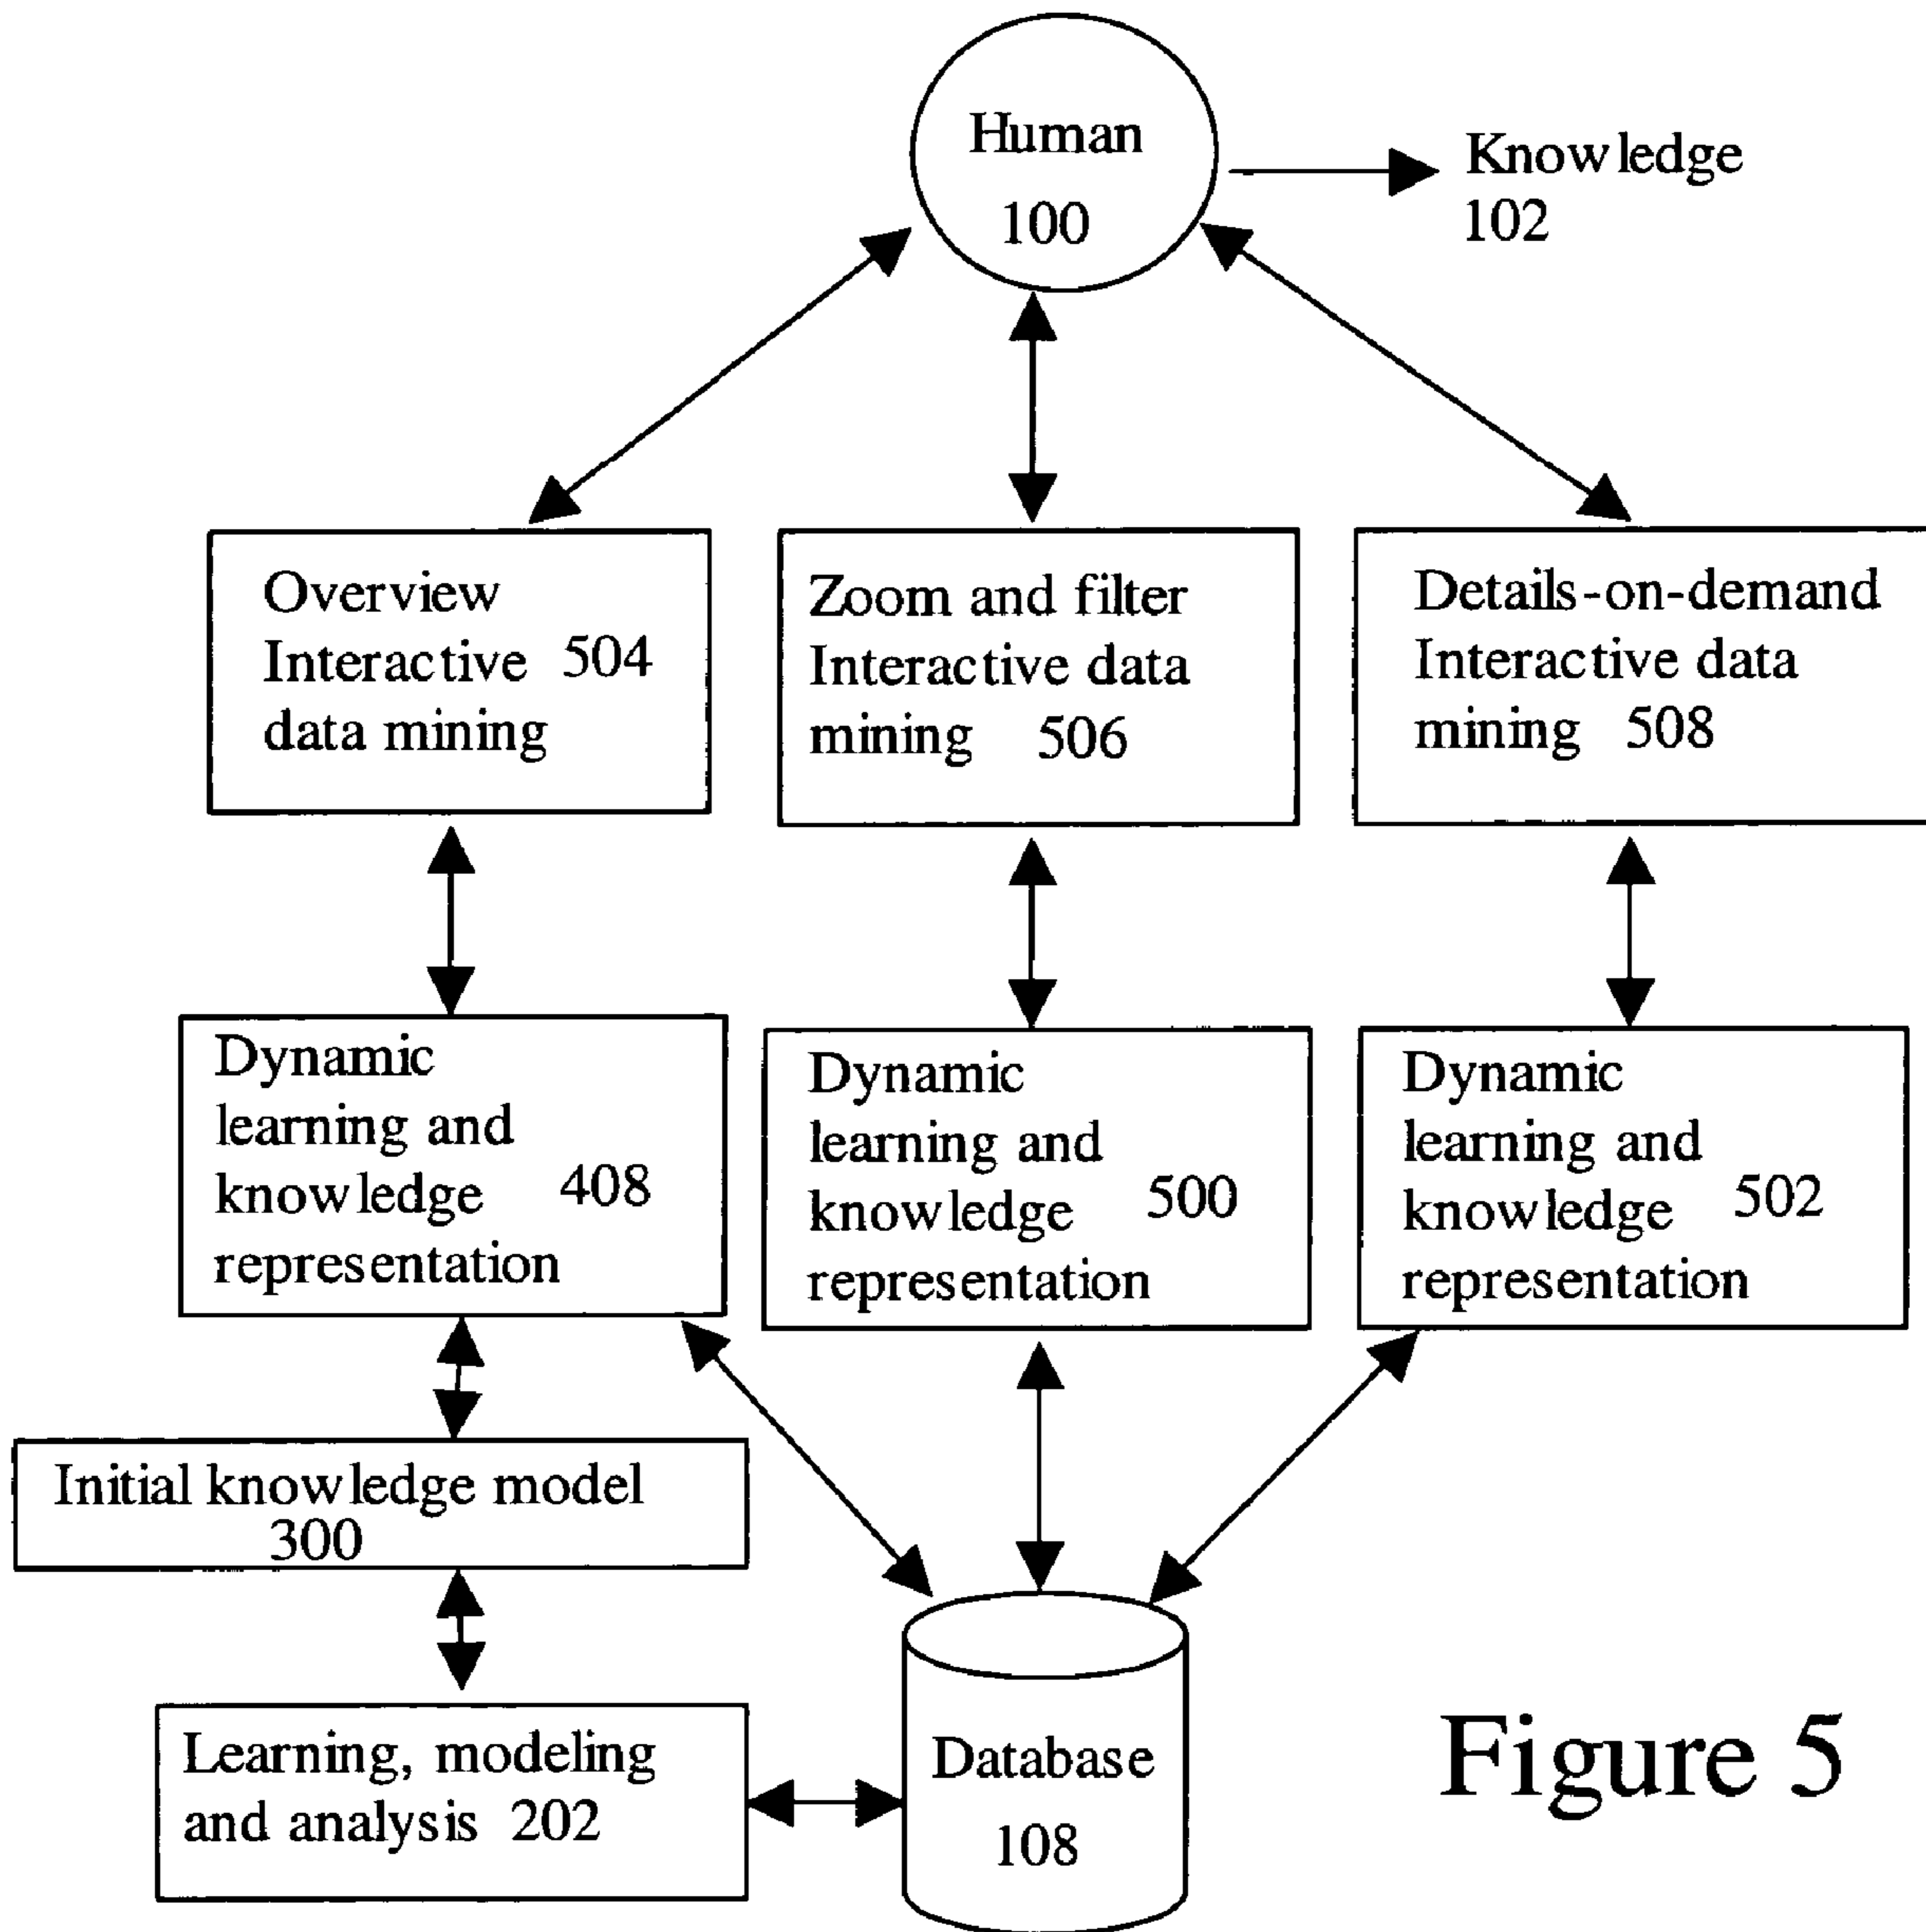 Human
100
Knowledge
102
Overview
Interactive 504
data mining
Zoom and filter
Interactive data
mining 506
Details-on-demand
Interactive data
mining 508
Dynamic
learning and
knowledge 408
representation
Dynamic
learning and
knowledge 500
representation
Dynamic
learning and
knowledge 502
representation
Initial knowledge model
300
Learning, modeling
and analysis 202
Database
108
Figure 5